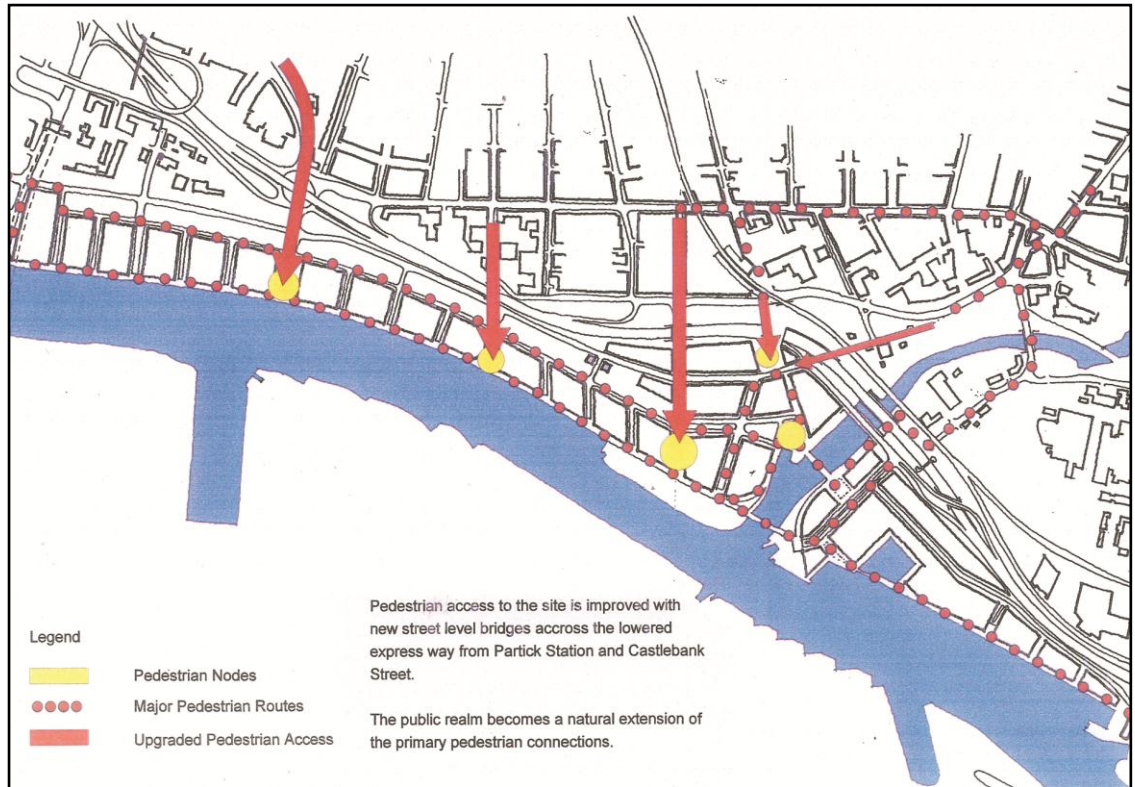 Legend
Pedestrian Nodes
Major Pedestrian Routes
Upgraded Pedestrian Access
Pedestrian access to the site is improved with
new street level bridges accross the lowered
express way from Partick Station and Castlebank
Street.
The public realm becomes a natural extension of
the primary pedestrian connections.